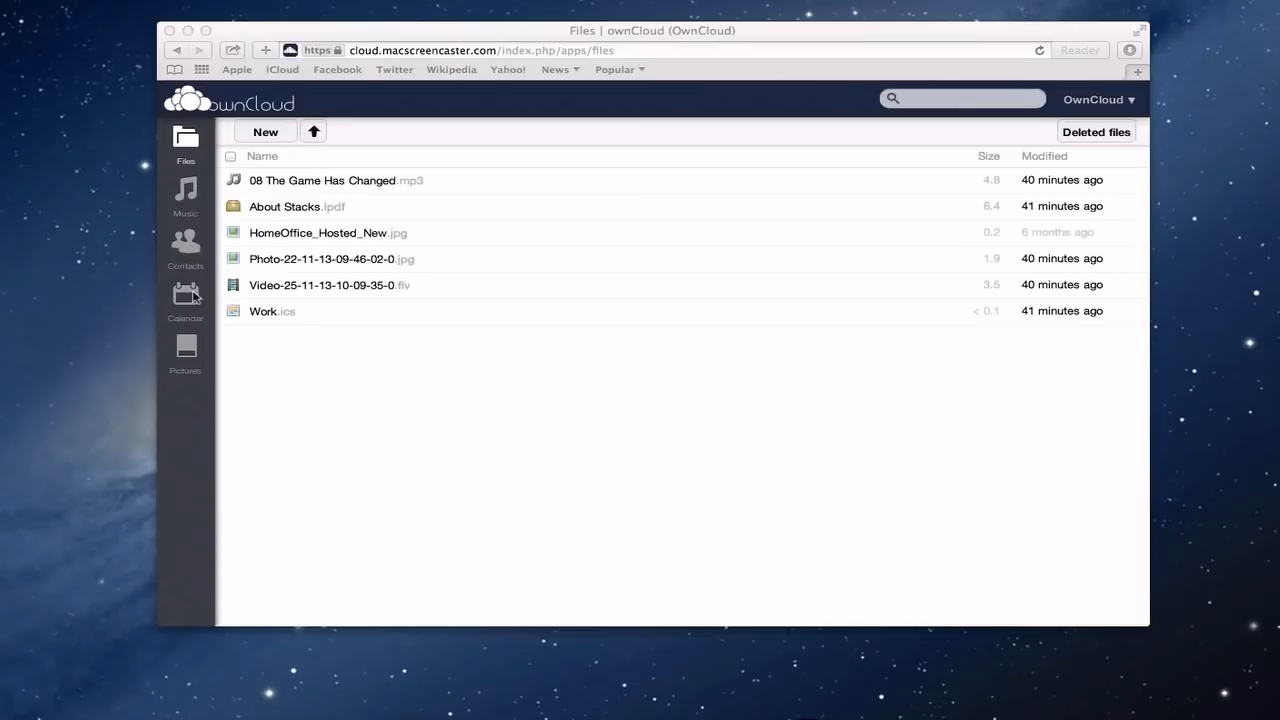 Files | ownCloud (OwnCloud)
https cloud.macscreencaster.com/index.php/apps/files Reader
Apple iCloud Facebook Twitter Wikipedia Yahoo! News Popular
ownCloud OwnCloud
New Deleted files
Files
Name Size Modified
08 The Game Has Changed.mp3 4.8 40 minutes ago
Music
About Stacks.lpdf 6.4 41 minutes ago
HomeOffice_Hosted_New.jpg 0.2 6 months ago
Contacts
Photo-22-11-13-09-46-02-0.jpg 1.9 40 minutes ago
Video-25-11-13-10-09-35-0.flv 3.5 40 minutes ago
Calendar
Work.ics < 0.1 41 minutes ago
Pictures